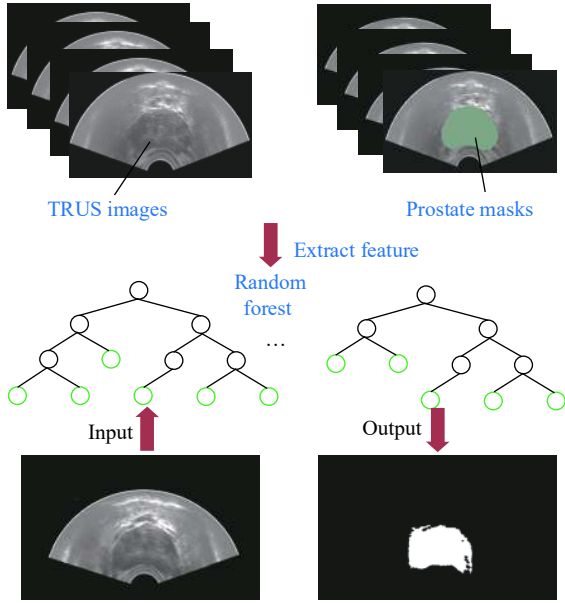 TRUS images
Prostate masks
Extract feature
Random
forest
...
Input
Output